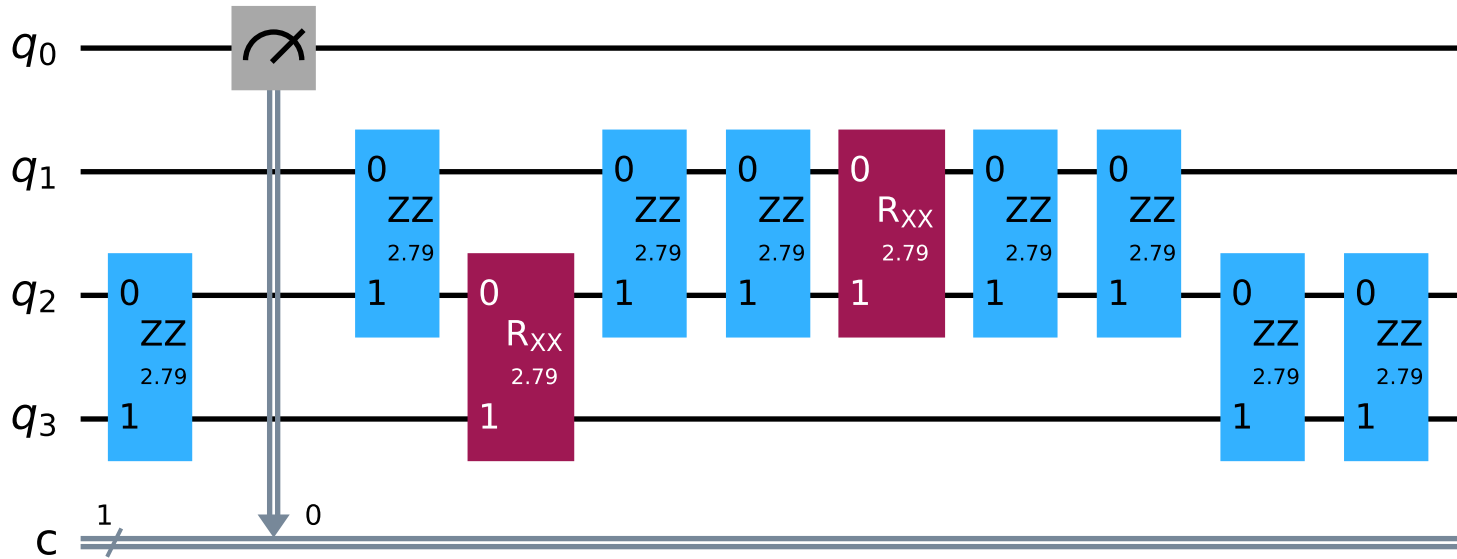 q0
0 0 0 0 0 0
q1
ZZ ZZ ZZ RXX ZZ ZZ
2.79 2.79 2.79 2.79 2.79 2.79
0 1 0 1 1 1 1 1 0 0
q2
ZZ RXX ZZ ZZ
2.79 2.79 2.79 2.79
1 1 1 1
q3
1 0
c